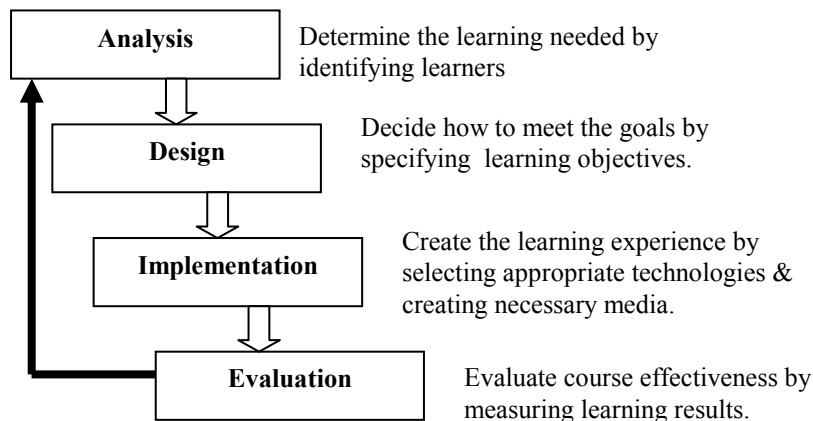 Analysis
Determine the learning needed by
identifying learners
Design
Decide how to meet the goals by
specifying learning objectives.
Implementation
Create the learning experience by
selecting appropriate technologies &
creating necessary media.
Evaluation
Evaluate course effectiveness by
measuring learning results.